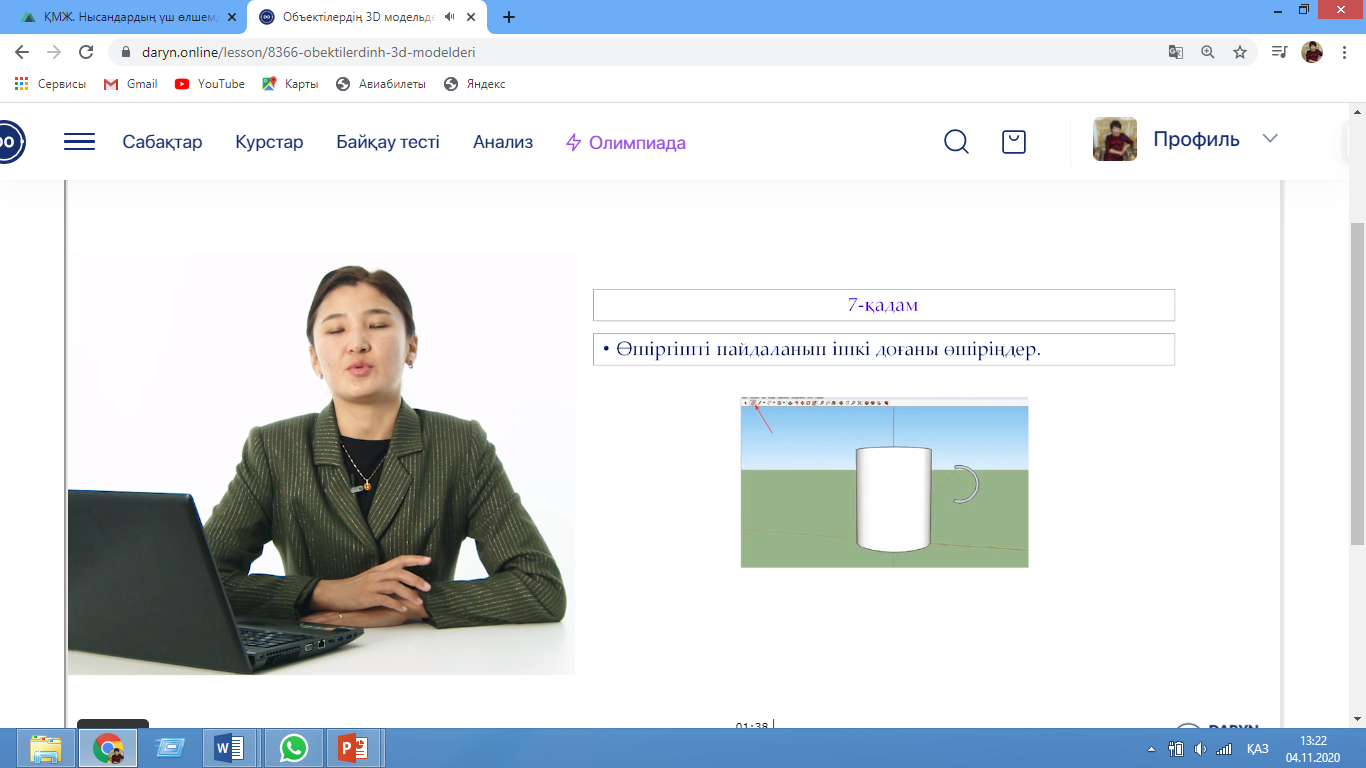 ҚМЖ. Нысандардың үш өлшемд
Объектілердің 3D модельде
daryn.online/lesson/8366-obektilerdinh-3d-modelderi
Сервисы
Gmail
YouTube
Карты
Авиабилеты
Яндекс
Сабақтар
Курстар
Байқау тесті
Анализ
Олимпиада
Профиль
7-қадам
• Өшіргішті пайдаланып ішкі доғаны өшіріңдер.
01:38
DARYN
ҚАЗ
13:22
04.11.2020